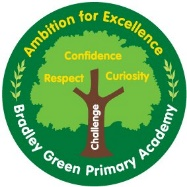 Ambition for Excellence
Confidence
Respect
Curiosity
Challenge
Bradley Green Primary Academy